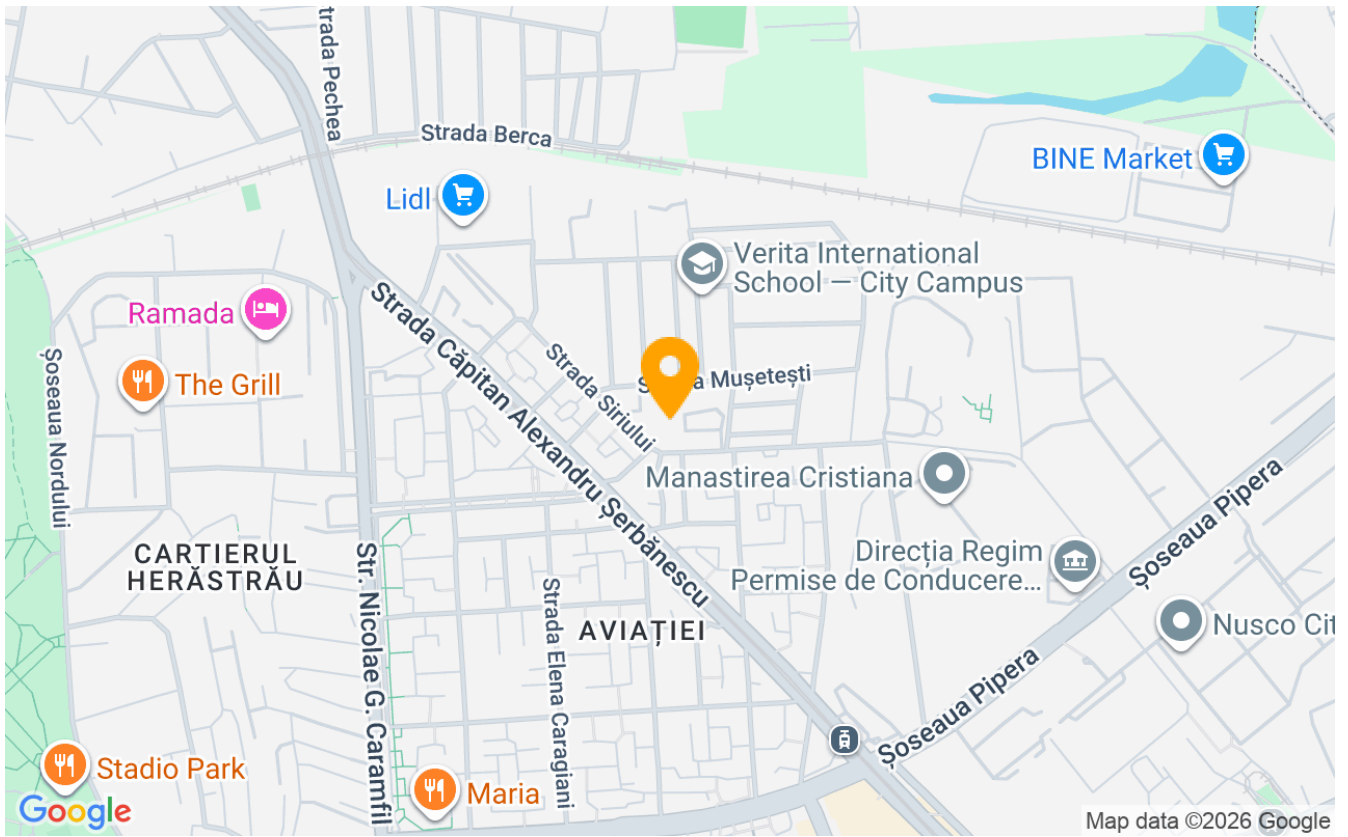 trada Pechea
Strada Berca
BINE Market
Lidl
Verita International
School — City Campus
Ramada
Strada Căpitan Alexandru Șerbănescu
Strada Siriului
Mușetești
The Grill
Șoseaua Nordului
Manastirea Cristiana
Șoseaua Pipera
CARTIERUL
HERĂSTRĂU
Str. Nicolae G. Caramfil
Direcția Regim
Permise de Conducere...
Strada Elena Caragiani
AVIAȚIEI
Nusco Cit
Șoseaua Pipera
Stadio Park
Maria
Google
Map data ©2026 Google